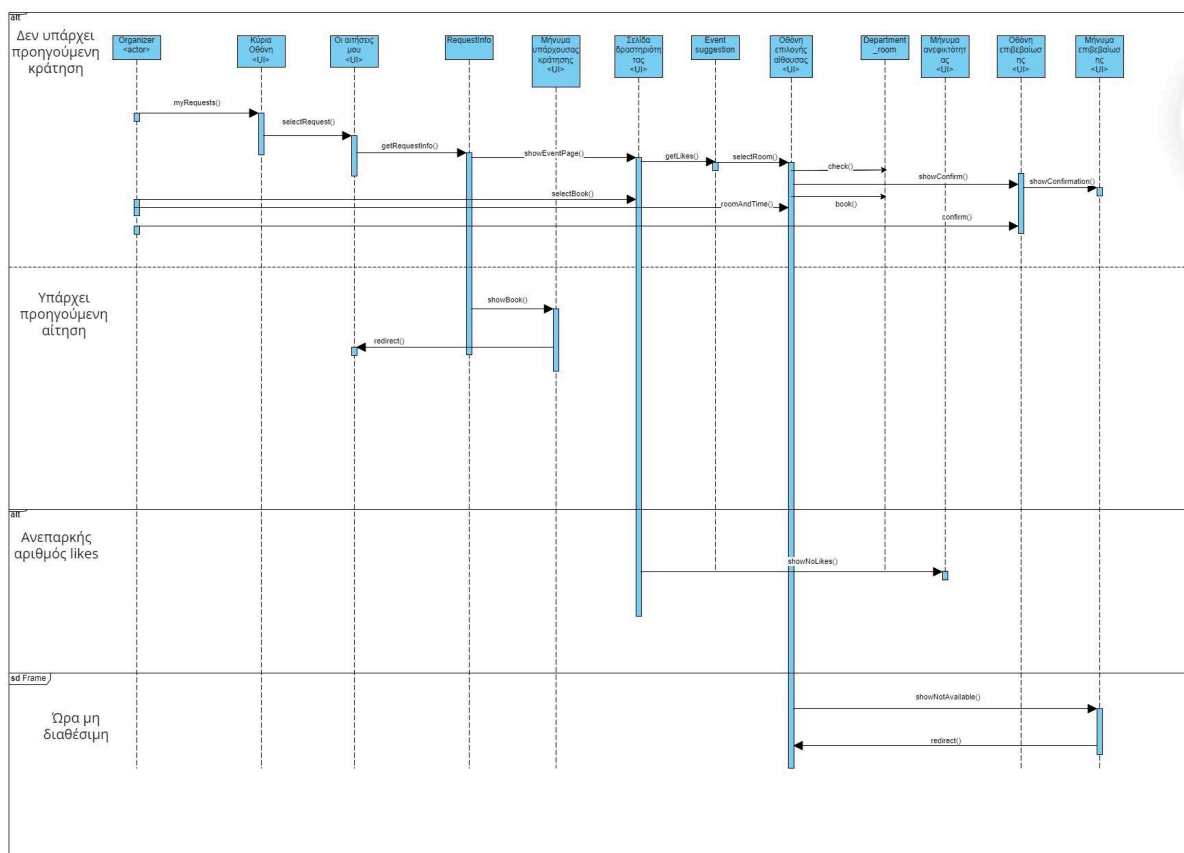 alt
Δεν υπάρχει
προηγούμενη
κράτηση
Organizer
<actor>
Κύρια
Οθόνη
<UI>
Οι αιτήσεις
μου
<UI>
RequestInfo
Μήνυμα
υπάρχουσας
κράτησης
<UI>
Σελίδα
δραστηριότη
τας
<UI>
Event
suggestion
Οθόνη
επιλογής
αίθουσας
<UI>
Department
_room
Μήνυμα
ανεφικτότητ
ας
<UI>
Οθόνη
επιβεβαίωσ
ης
<UI>
Μήνυμα
επιβεβαίωσ
ης
<UI>
myRequests()
selectRequest()
getRequestInfo()
showEventPage()
getLikes()
selectRoom()
check()
showConfirm()
showConfirmation()
selectBook()
roomAndTime()
book()
confirm()
Υπάρχει
προηγούμενη
αίτηση
showBook()
redirect()
alt
Ανεπαρκής
αριθμός likes
showNoLikes()
sd Frame
Ώρα μη
διαθέσιμη
showNotAvailable()
redirect()